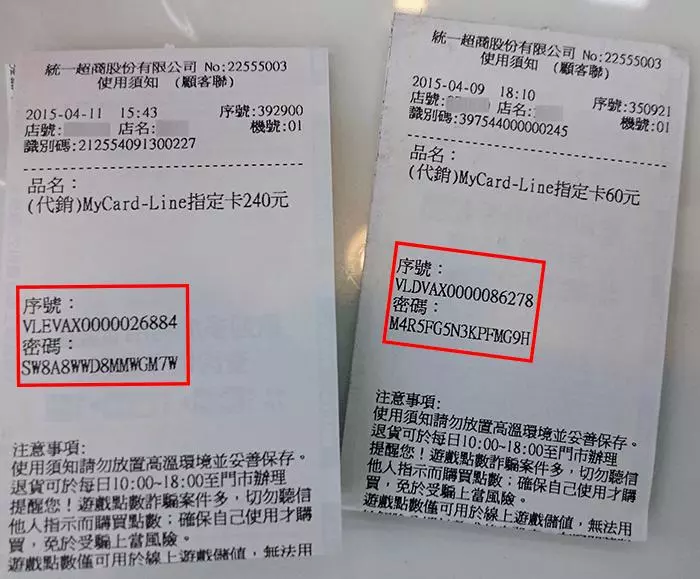 統一超商股份有限公司 No:22555003
使用須知 (顧客聯)
2015-04-11 15:43 序號:392900
店號: 店名: 機號:01
識別碼:212554091300227
品名:
(代銷)MyCard-Line指定卡240元
序號:
VLEVAX0000026884
密碼:
SW8A8WWD8MMWGM7W
注意事項:
使用須知請勿放置高溫環境並妥善保存。
退貨可於每日10:00~18:00至門市辦理
提醒您!遊戲點數詐騙案件多,切勿聽信
他人指示而購買點數;確保自己使用才購
買,免於受騙上當風險。
遊戲點數僅可用於線上遊戲儲值,無法用
統一超商股份有限公司 No:22555003
使用須知 (顧客聯)
2015-04-09 18:10 序號:350921
店號: 店名: 機號:01
識別碼:397544000000245
品名:
(代銷)MyCard-Line指定卡60元
序號:
VLDVAX0000086278
密碼:
M4R5FG5N3KPFMG9H
注意事項:
使用須知請勿放置高溫環境並妥善保存。
退貨可於每日10:00~18:00至門市辦理
提醒您!遊戲點數詐騙案件多,切勿聽信
他人指示而購買點數;確保自己使用才購
買,免於受騙上當風險。
遊戲點數僅可用於線上遊戲儲值,無法用